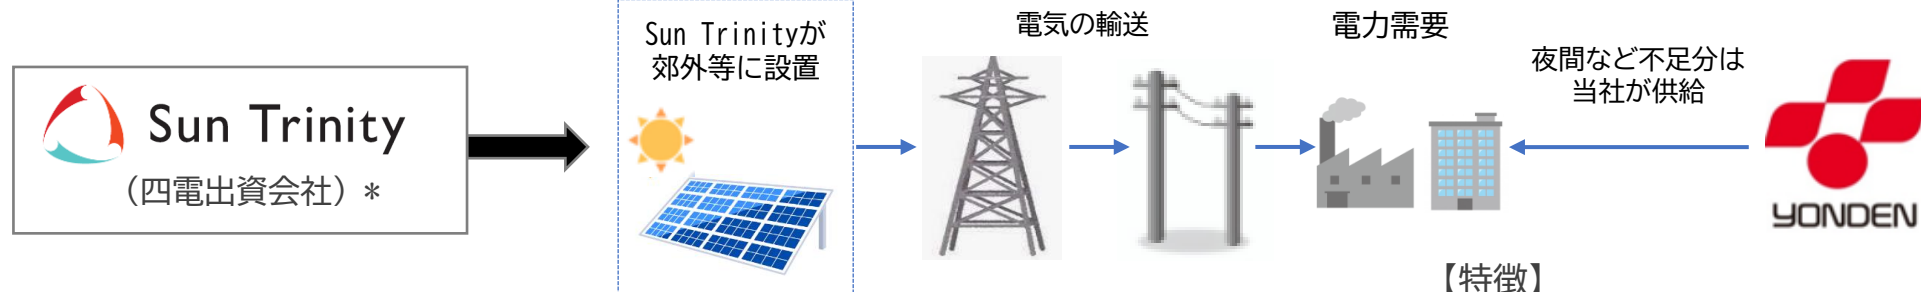 Sun Trinity
（四電出資会社）*
Sun Trinityが
郊外等に設置
電気の輸送
電力需要
夜間など不足分は
当社が供給
YONDEN
【特徴】